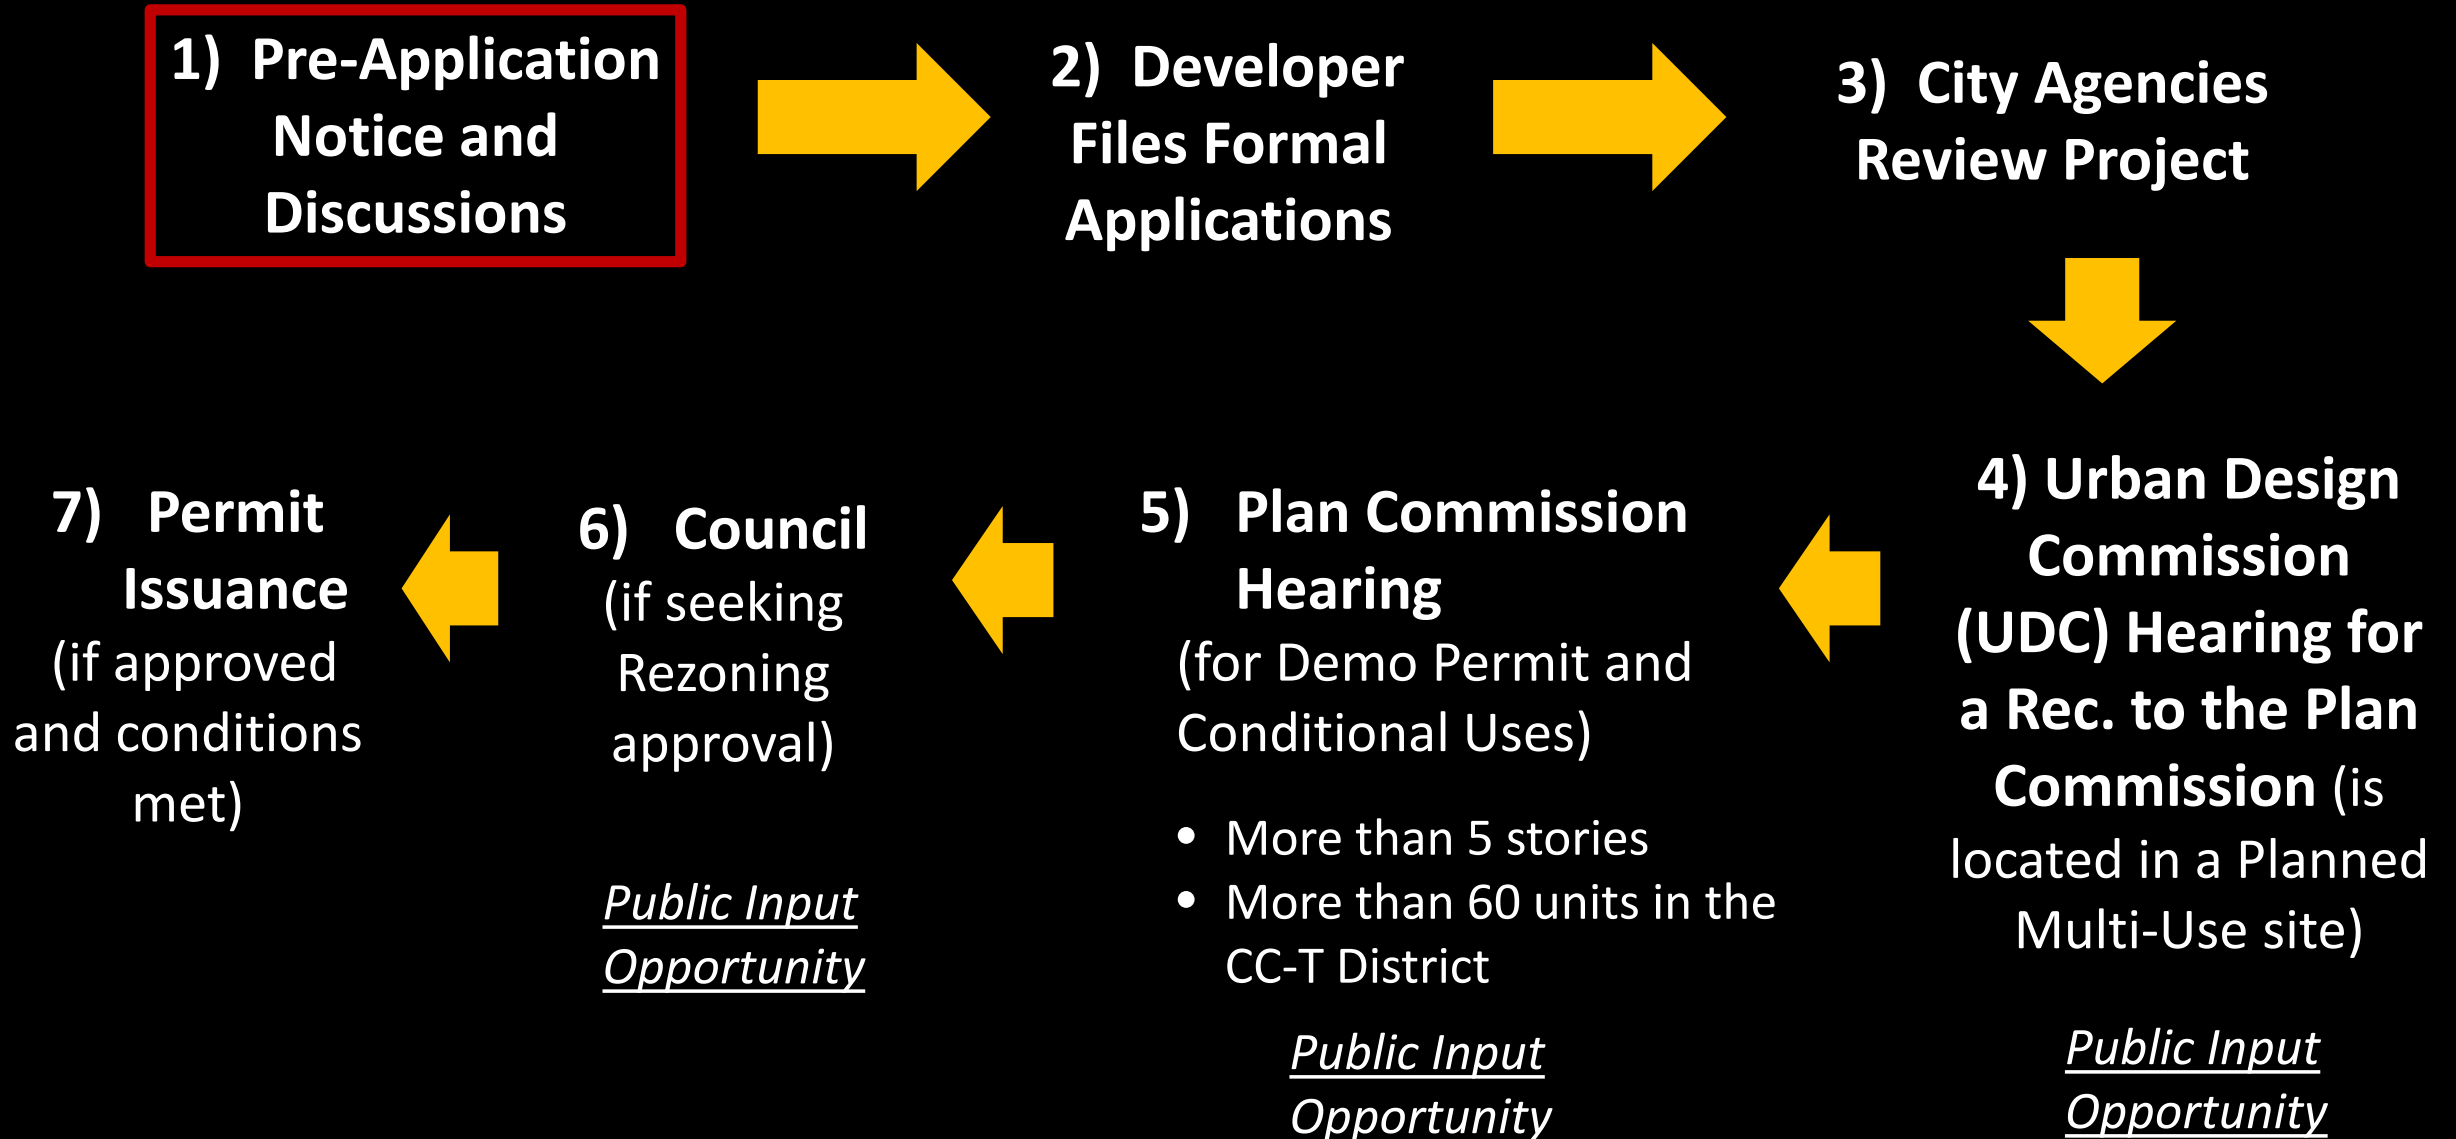 1) Pre-Application
Notice and
Discussions
2) Developer
Files Formal
Applications
3) City Agencies
Review Project
4) Urban Design
Commission
(UDC) Hearing for
a Rec. to the Plan
Commission (is
located in a Planned
Multi-Use site)
Public Input
Opportunity
5) Plan Commission
Hearing
(for Demo Permit and
Conditional Uses)
• More than 5 stories
• More than 60 units in the
CC-T District
Public Input
Opportunity
6) Council
(if seeking
Rezoning
approval)
Public Input
Opportunity
7) Permit
Issuance
(if approved
and conditions
met)